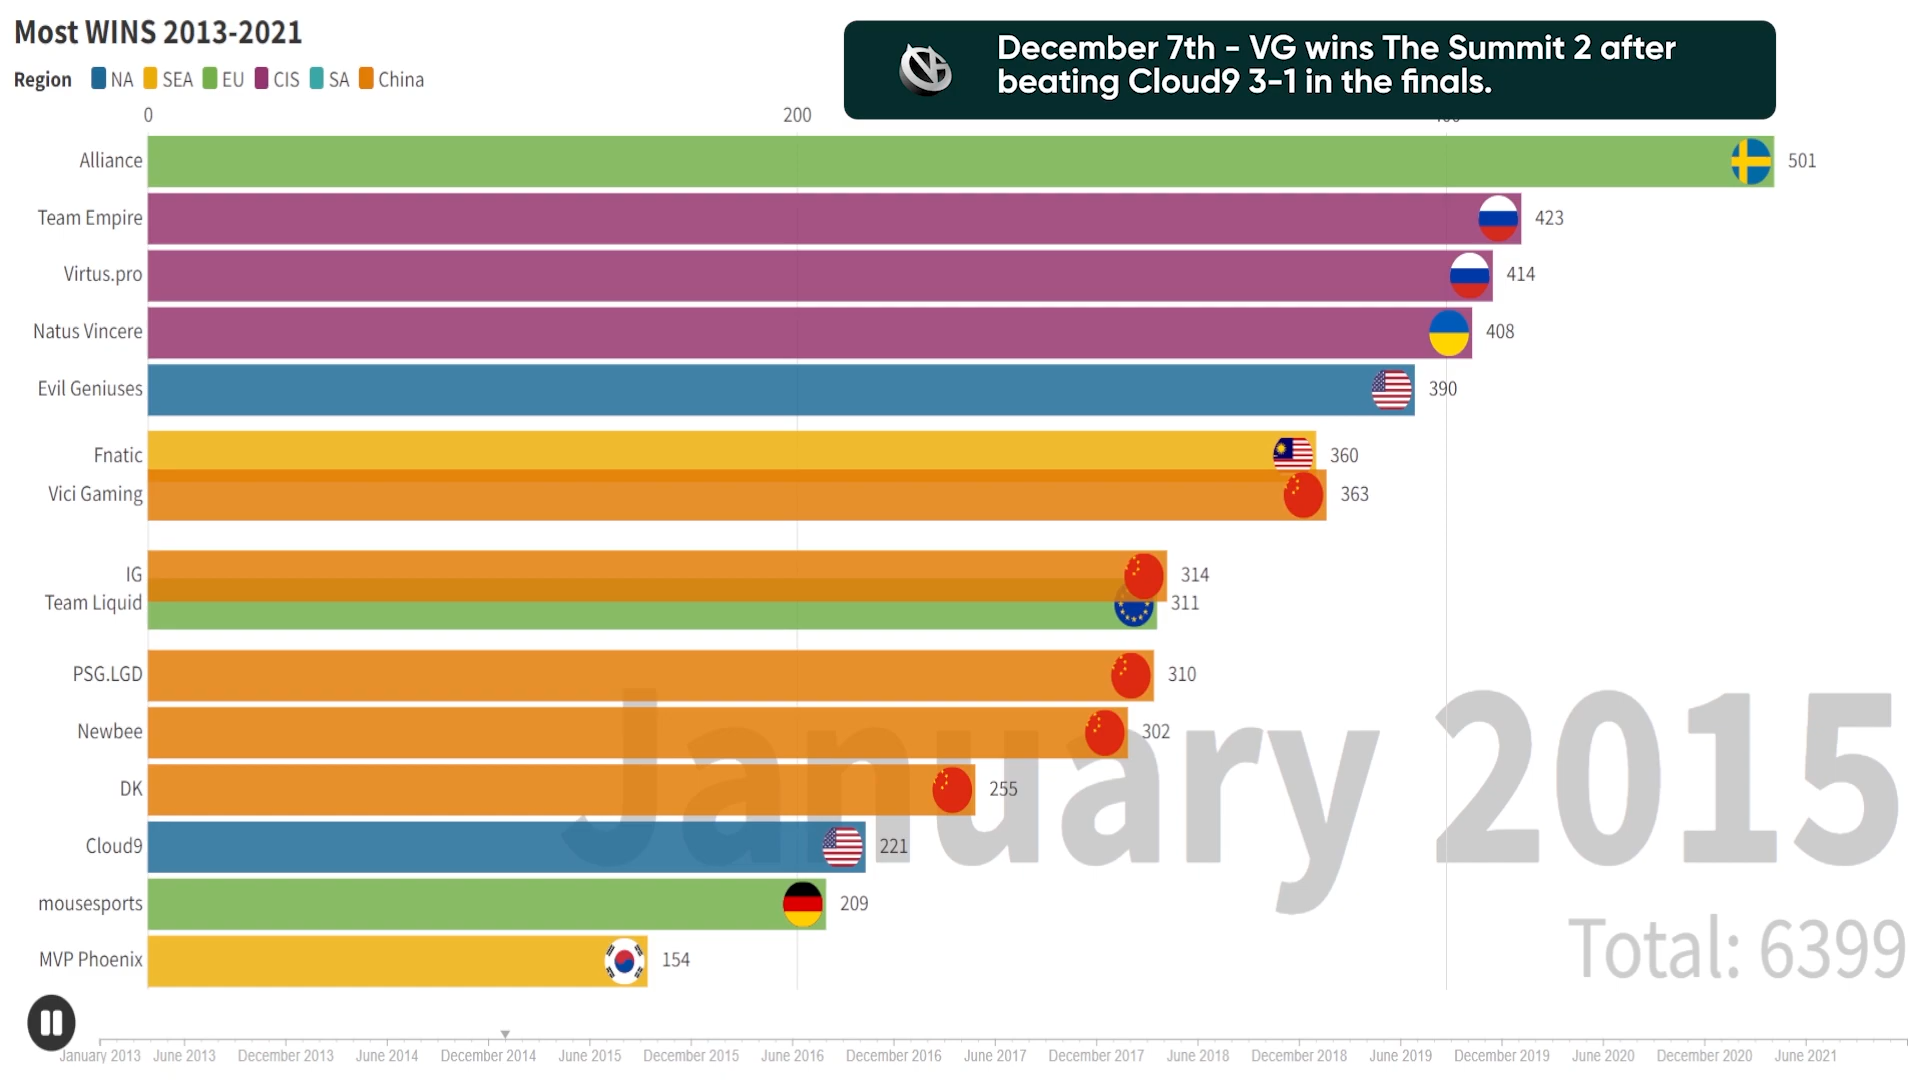 Most WINS 2013-2021
December 7th - VG wins The Summit 2 after
beating Cloud9 3-1 in the finals.
Region NA SEA EU CIS SA China
0 200
Alliance 501
Team Empire 423
Virtus.pro 414
Natus Vincere 408
Evil Geniuses 390
Fnatic 360
Vici Gaming 363
IG 314
Team Liquid 311
PSG.LGD 310
Newbee 302
DK 255
Cloud9 221
mousesports 209
MVP Phoenix 154
January 2015
Total: 6399
January 2013 June 2013 December 2013 June 2014 December 2014 June 2015 December 2015 June 2016 December 2016 June 2017 December 2017 June 2018 December 2018 June 2019 December 2019 June 2020 December 2020 June 2021